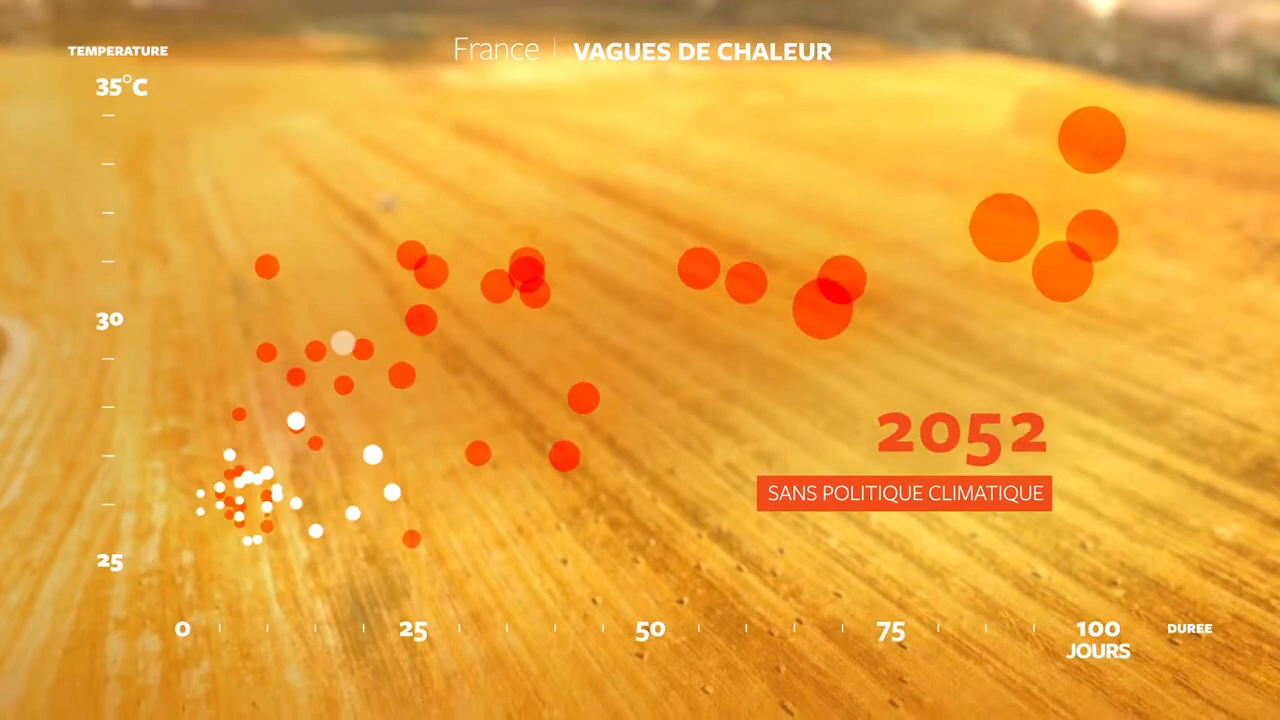 France | VAGUES DE CHALEUR
TEMPERATURE
35°C
30
25
2052
SANS POLITIQUE CLIMATIQUE
0 25 50 75 100 DUREE
JOURS